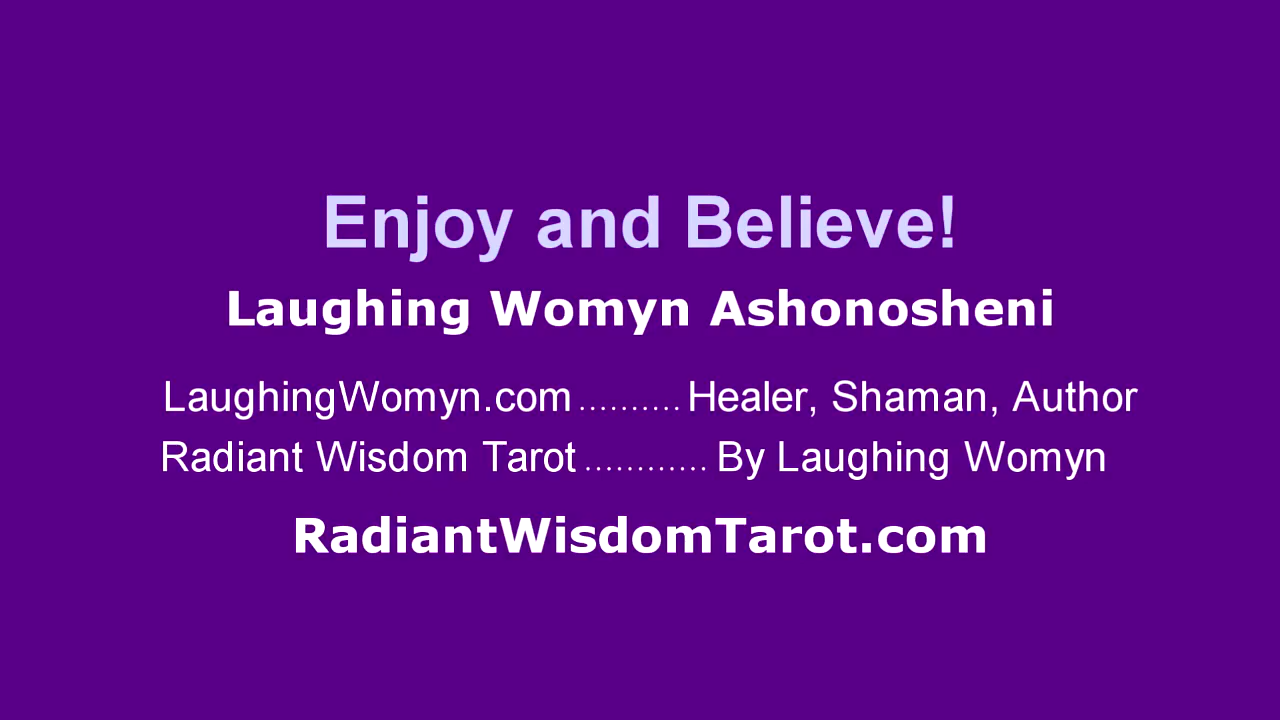 Enjoy and Believe!
Laughing Womyn Ashonosheni
LaughingWomyn.com .......... Healer, Shaman, Author
Radiant Wisdom Tarot ............ By Laughing Womyn
RadiantWisdomTarot.com